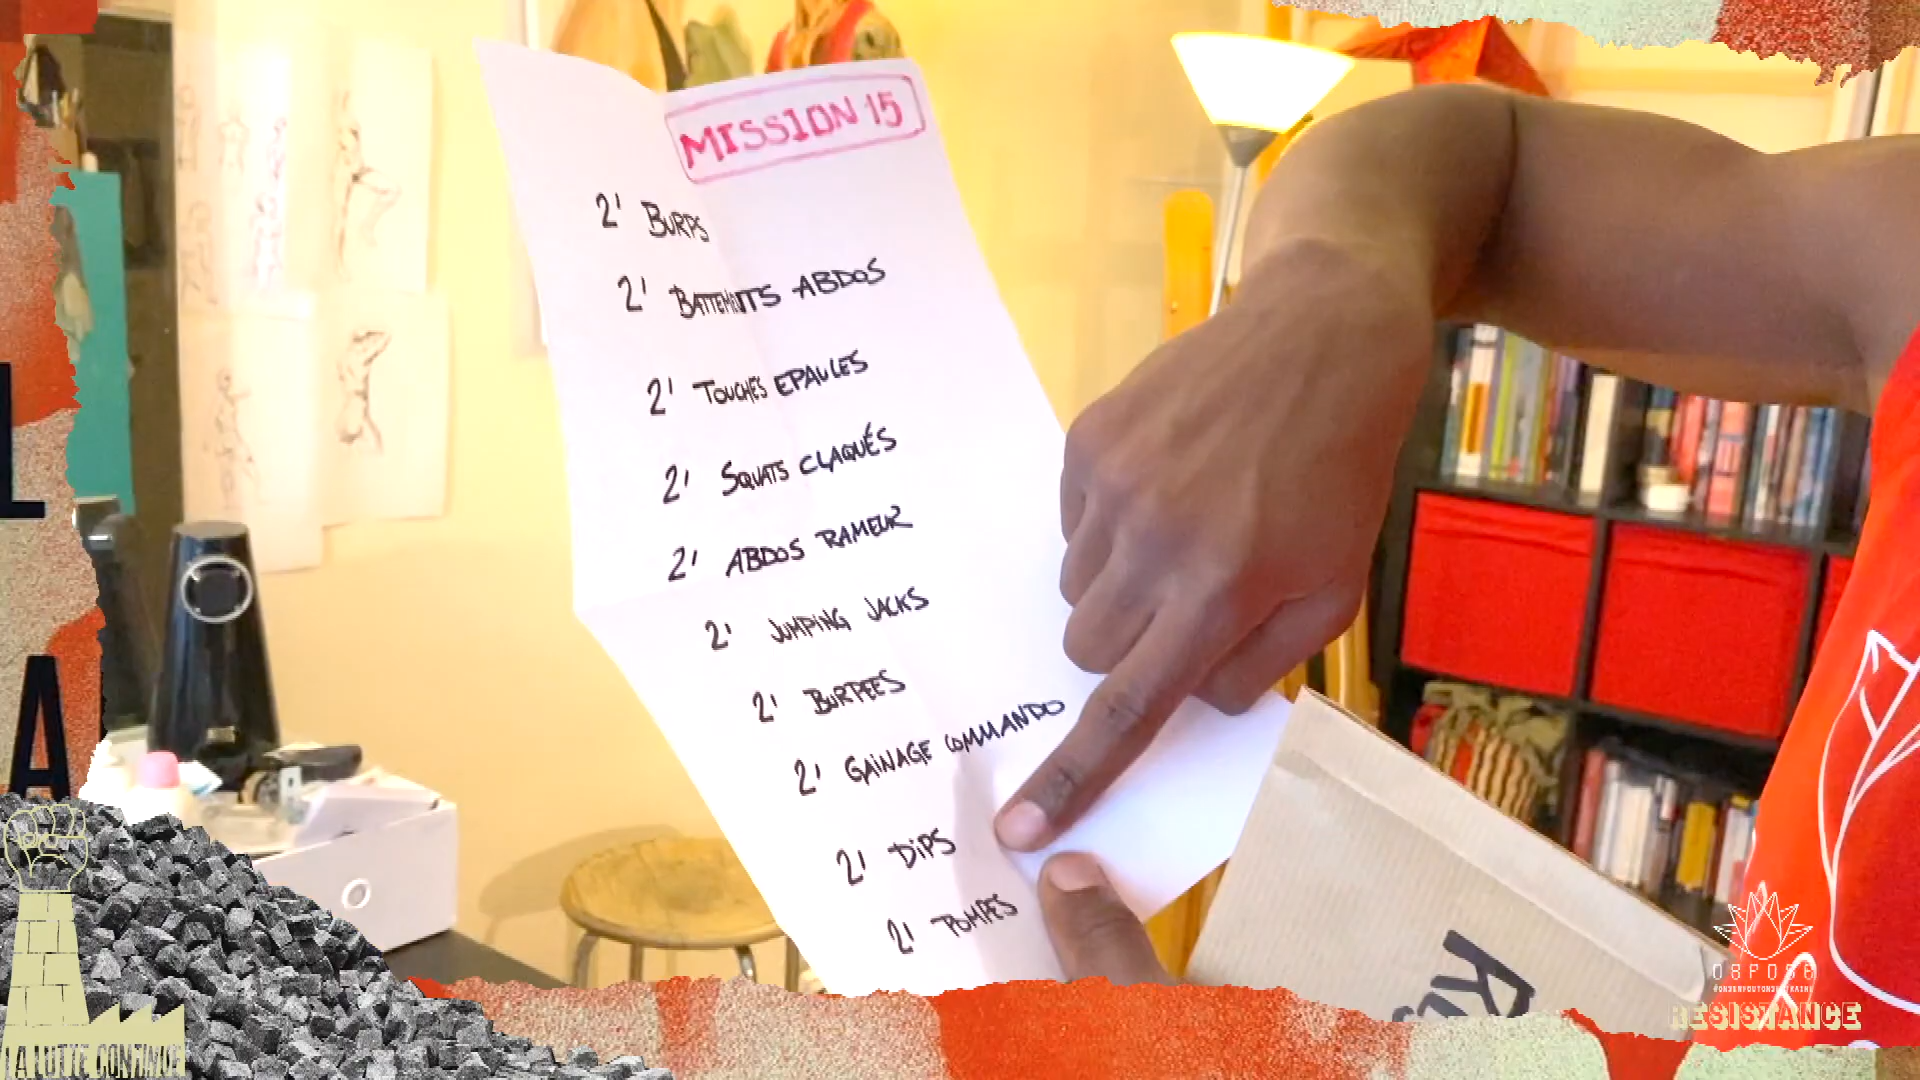 MISSION 15
2' BURPS
2' BATTEMENTS ABDOS
2' TOUCHES EPAULES
2' SQUATS CLAQUÉS
2' ABDOS RAMEUR
2' JUMPING JACKS
2' BURPEES
2' GAINAGE COMMANDO
2' DIPS
2' POMPES
L
A
LA LUTTE CONTINUE
RESISTANCE